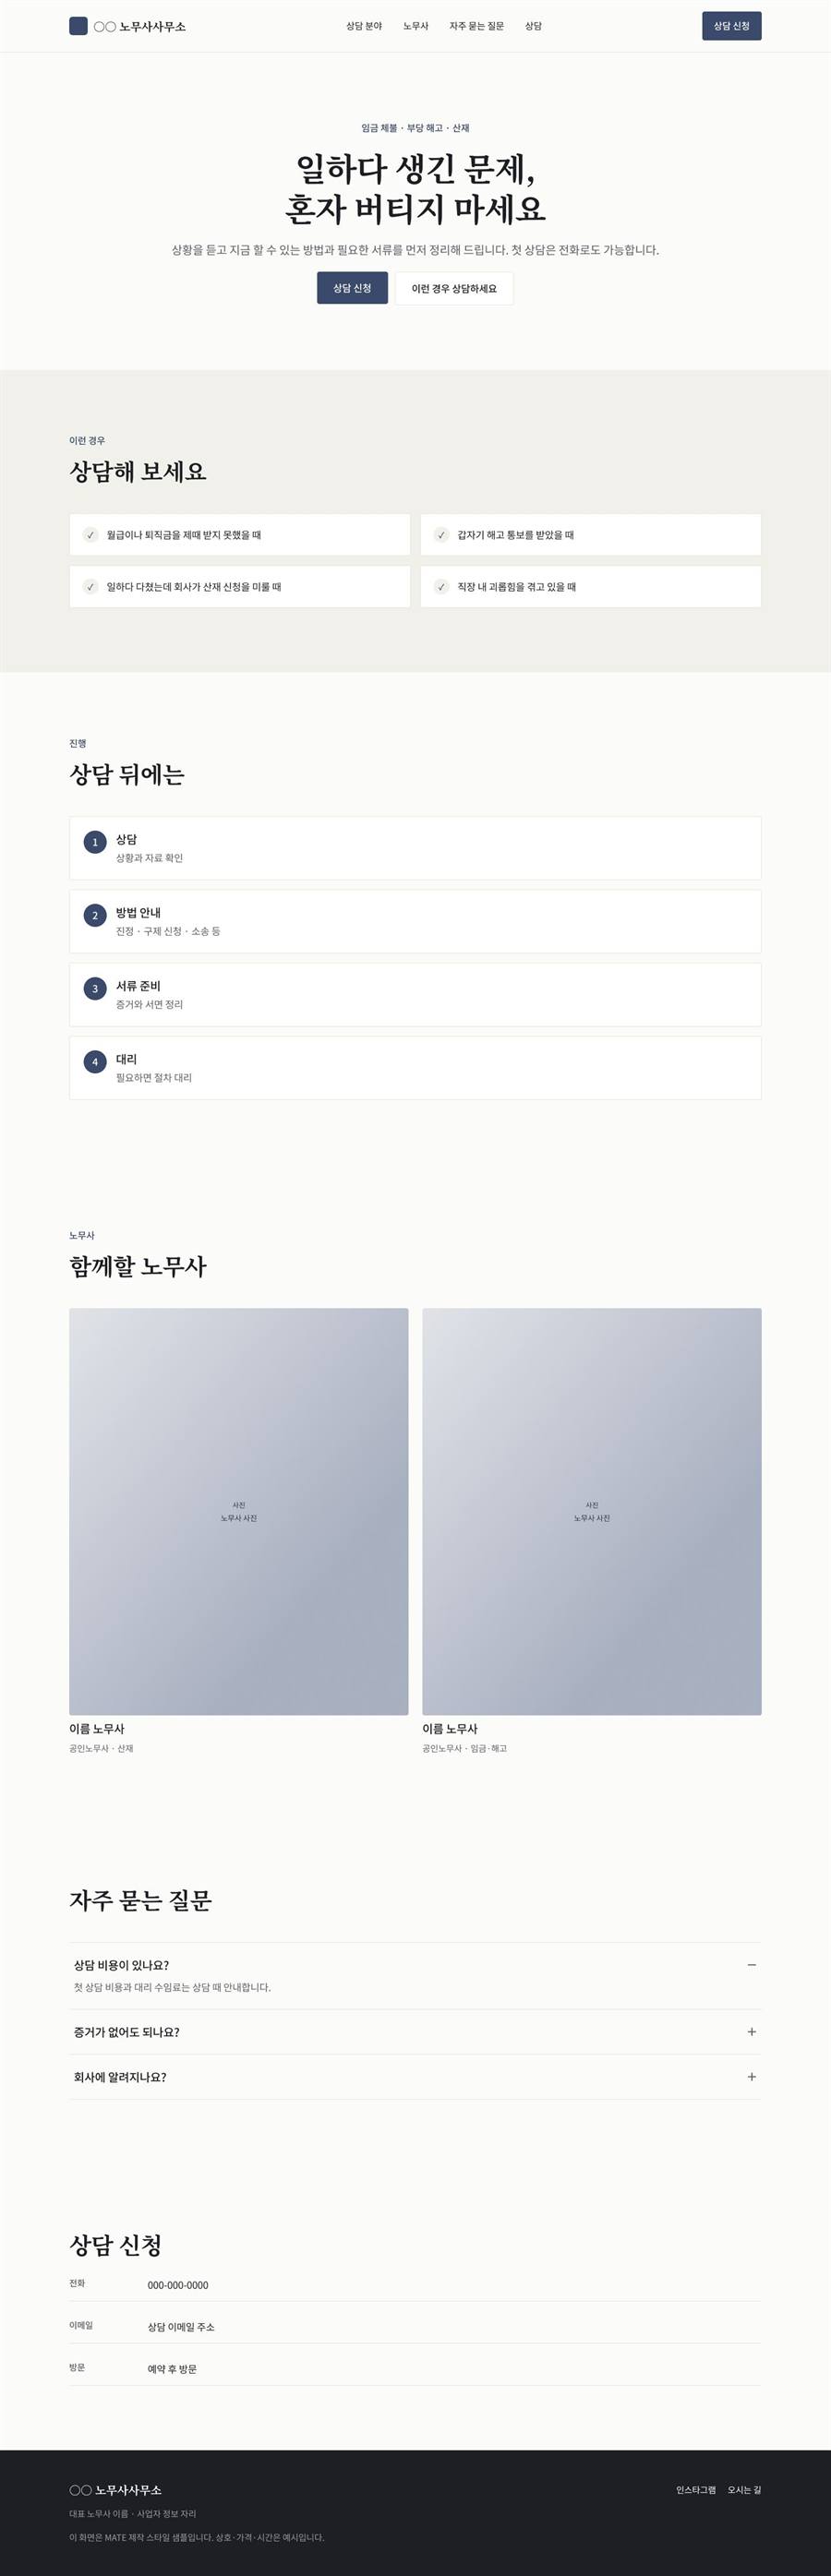 ○○ 노무사사무소
상담 분야
노무사
자주 묻는 질문
상담
상담 신청
임금 체불 · 부당 해고 · 산재
일하다 생긴 문제,
혼자 버티지 마세요
상황을 듣고 지금 할 수 있는 방법과 필요한 서류를 먼저 정리해 드립니다. 첫 상담은 전화로도 가능합니다.
상담 신청
이런 경우 상담하세요
이런 경우
상담해 보세요
✓ 월급이나 퇴직금을 제때 받지 못했을 때
✓ 갑자기 해고 통보를 받았을 때
✓ 일하다 다쳤는데 회사가 산재 신청을 미룰 때
✓ 직장 내 괴롭힘을 겪고 있을 때
진행
상담 뒤에는
1 상담
상황과 자료 확인
2 방법 안내
진정 · 구제 신청 · 소송 등
3 서류 준비
증거와 서면 정리
4 대리
필요하면 절차 대리
노무사
함께할 노무사
사진
노무사 사진
사진
노무사 사진
이름 노무사
공인노무사 · 산재
이름 노무사
공인노무사 · 임금·해고
자주 묻는 질문
상담 비용이 있나요? −
첫 상담 비용과 대리 수임료는 상담 때 안내합니다.
증거가 없어도 되나요? +
회사에 알려지나요? +
상담 신청
전화 000-000-0000
이메일 상담 이메일 주소
방문 예약 후 방문
○○ 노무사사무소
인스타그램
오시는 길
대표 노무사 이름 · 사업자 정보 자리
이 화면은 MATE 제작 스타일 샘플입니다. 상호·가격·시간은 예시입니다.